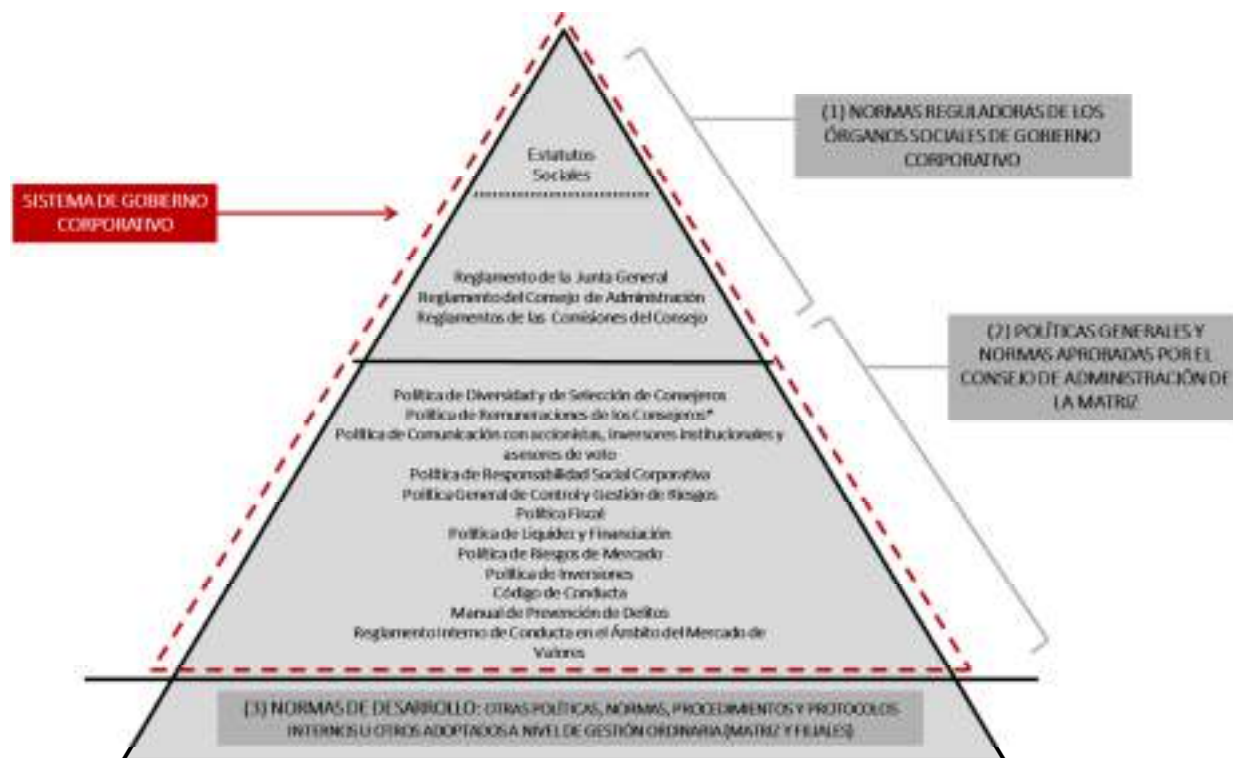 Estatutos
Sociales
SISTEMA DE GOBIERNO
CORPORATIVO
(1) NORMAS REGULADORAS DE LOS
ÓRGANOS SOCIALES DE GOBIERNO
CORPORATIVO
Reglamento de la Junta General
Reglamento del Consejo de Administración
Reglamentos de las Comisiones del Consejo
(2) POLÍTICAS GENERALES Y
NORMAS APROBADAS POR EL
CONSEJO DE ADMINISTRACIÓN DE
LA MATRIZ
Política de Diversidad y de Selección de Consejeros
Política de Remuneraciones de los Consejeros*
Política de Comunicación con accionistas, inversores institucionales y
asesores de voto
Política de Responsabilidad Social Corporativa
Política General de Control y Gestión de Riesgos
Política Fiscal
Política de Liquidez y Financiación
Política de Riesgos de Mercado
Política de Inversiones
Código de Conducta
Manual de Prevención de Delitos
Reglamento Interno de Conducta en el Ámbito del Mercado de
Valores
(3) NORMAS DE DESARROLLO: OTRAS POLÍTICAS, NORMAS, PROCEDIMIENTOS Y PROTOCOLOS
INTERNOS U OTROS ADOPTADOS A NIVEL DE GESTIÓN ORDINARIA (MATRIZ Y FILIALES)